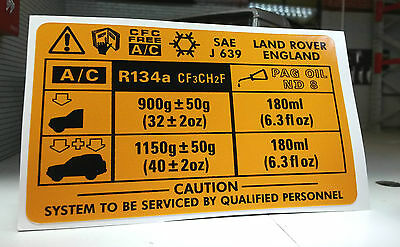 CFC
FREE
A/C
SAE
J 639
LAND ROVER
ENGLAND
A/C
R134a CF3CH2F
PAG OIL
ND 8
900g ± 50g
(32 ± 2oz)
180ml
(6.3 fl oz)
1150g ± 50g
(40 ± 2oz)
180ml
(6.3 fl oz)
CAUTION
SYSTEM TO BE SERVICED BY QUALIFIED PERSONNEL